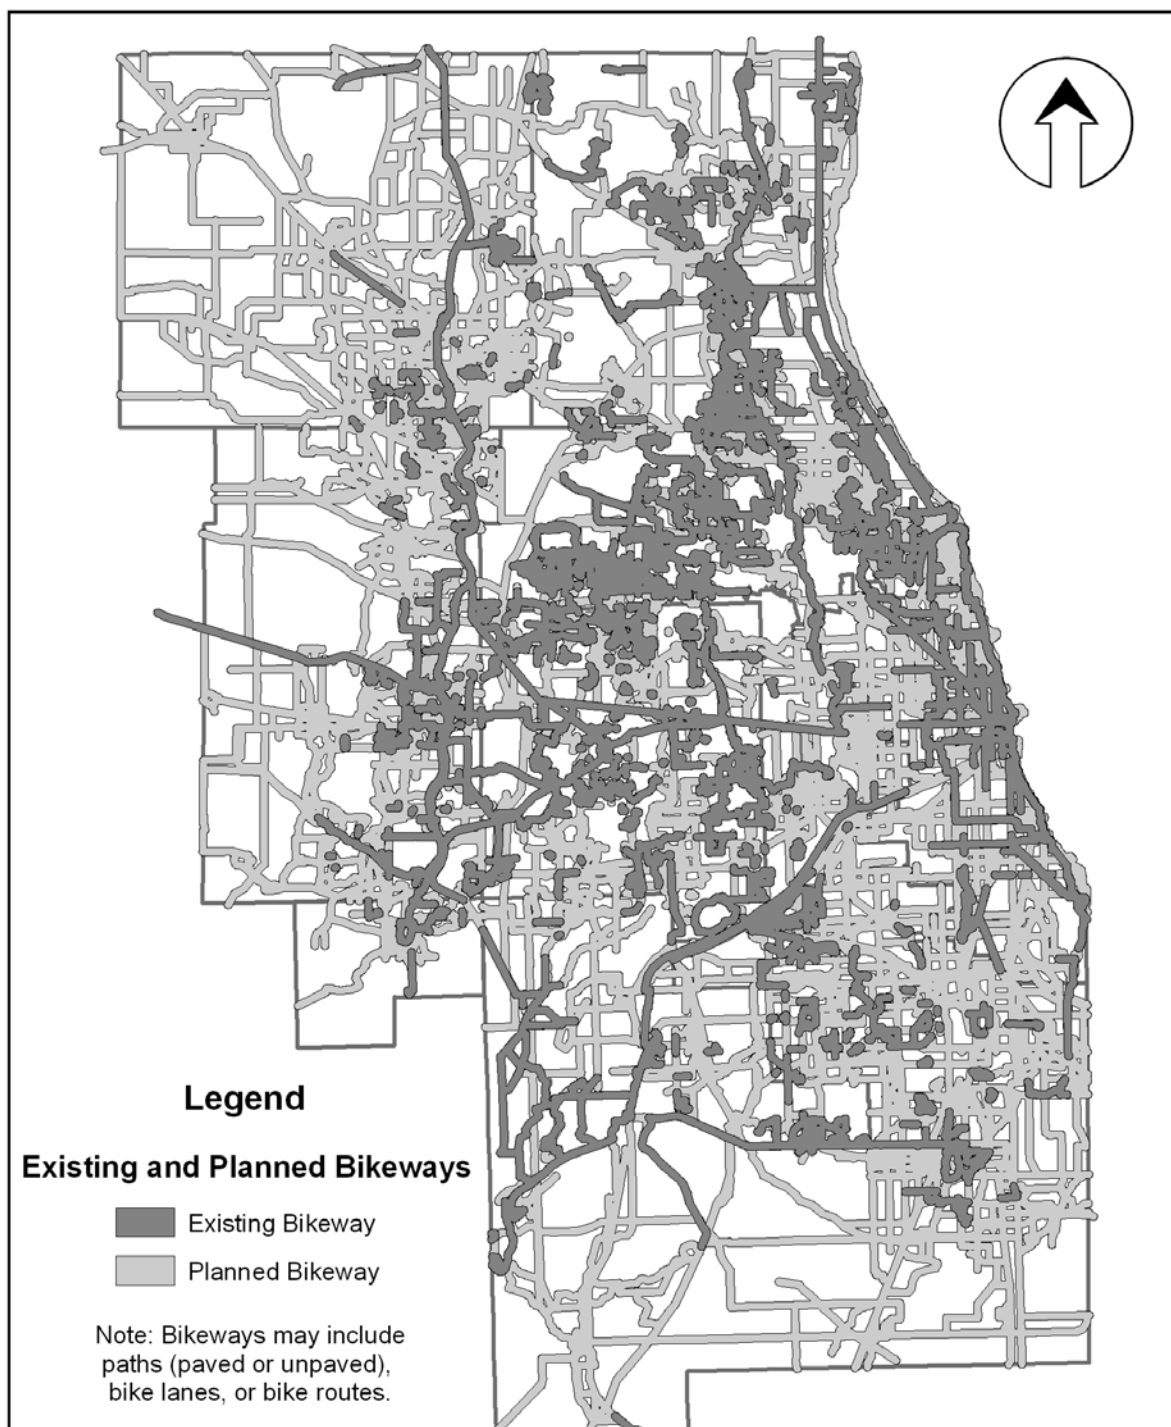 Legend
Existing and Planned Bikeways
Existing Bikeway
Planned Bikeway
Note: Bikeways may include
paths (paved or unpaved),
bike lanes, or bike routes.